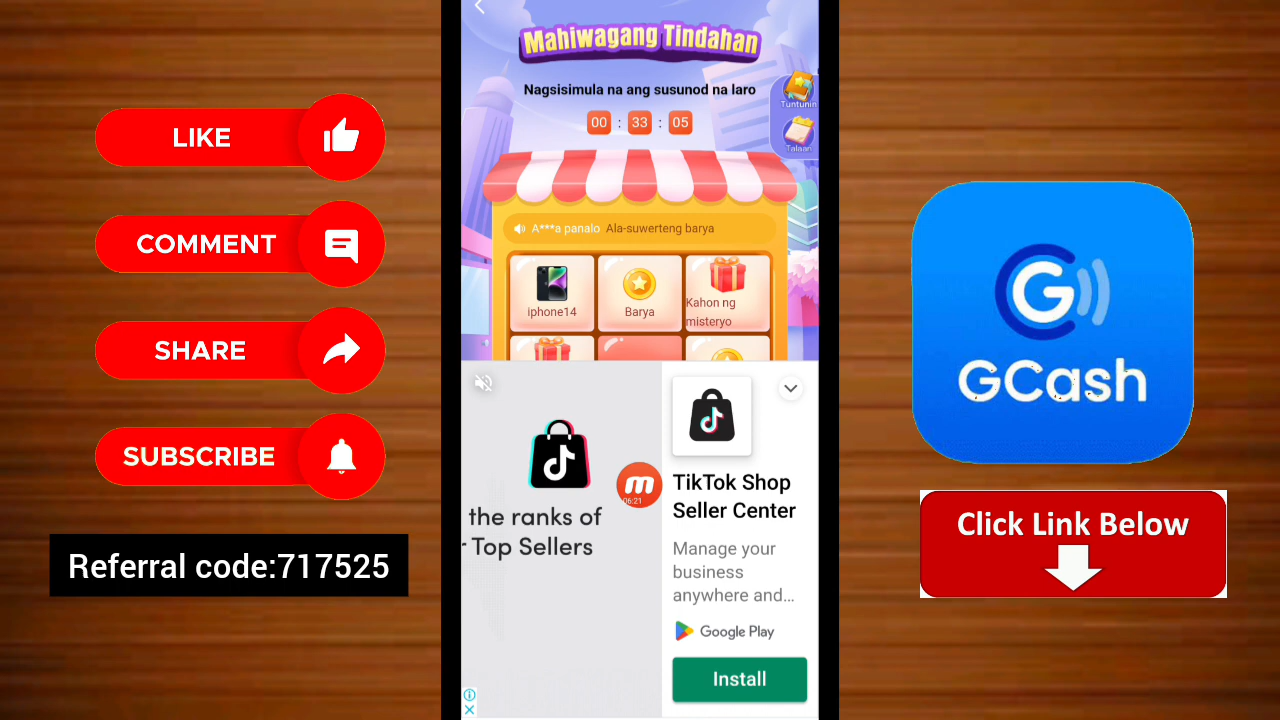 LIKE
COMMENT
SHARE
SUBSCRIBE
Referral code:717525
Mahiwagang Tindahan
Nagsisimula na ang susunod na laro
00 : 33 : 05
Tuntunin
Talaan
A***a panalo Ala-suwerteng barya
iphone14
Barya
Kahon ng
misteryo
the ranks of
Top Sellers
m
06:21
TikTok Shop
Seller Center
Manage your
business
anywhere and...
Google Play
Install
G
GCash
Click Link Below